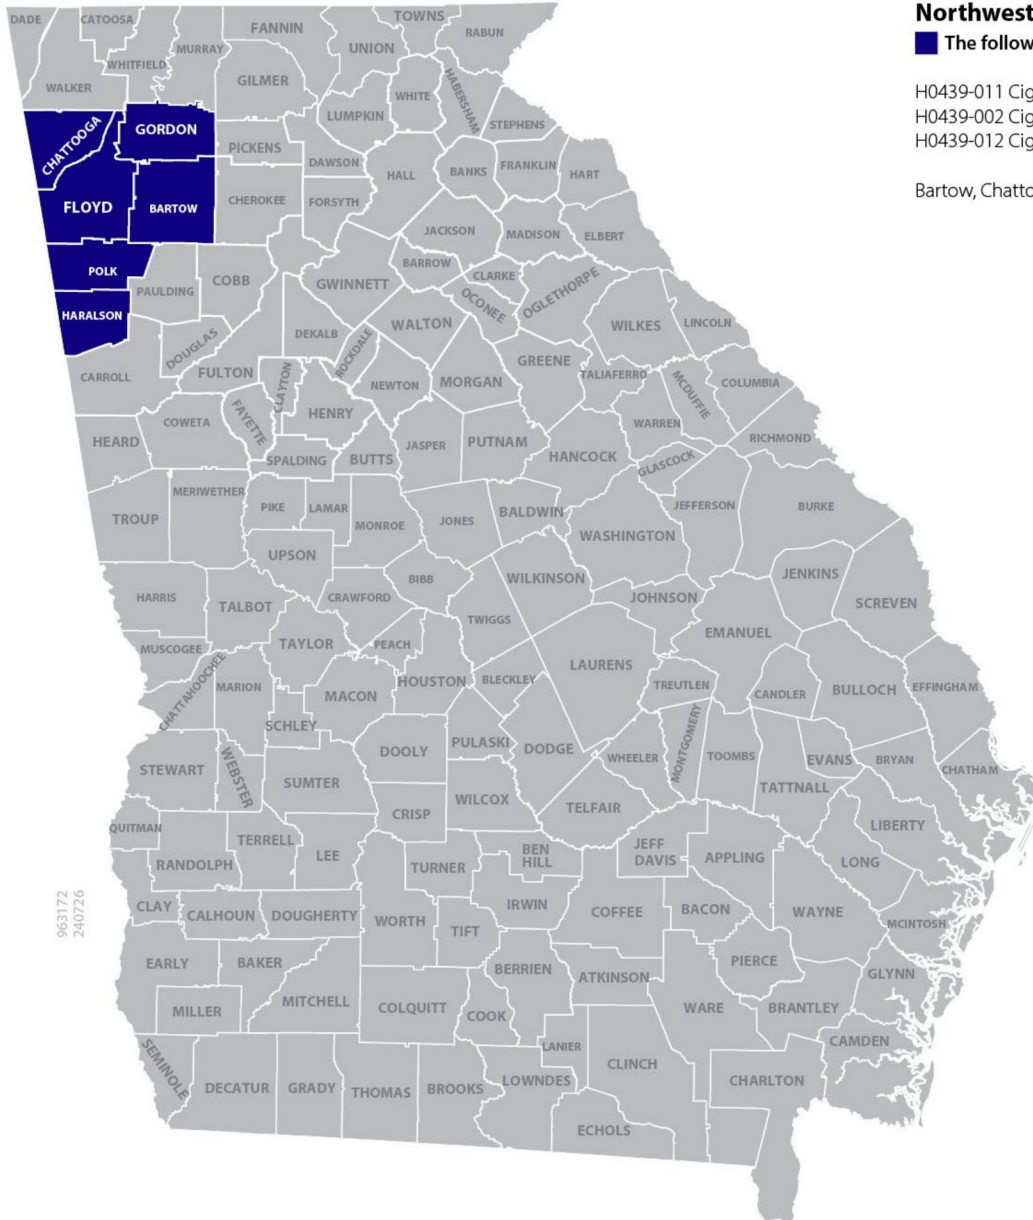 Northwest
The follow
H0439-011 Cig
H0439-002 Cig
H0439-012 Cig
Bartow, Chatto
DADE
CATOOSA
FANNIN
TOWNS
UNION
RABUN
MURRAY
WHITFIELD
WALKER
GILMER
WHITE
HABERSHAM
LUMPKIN
STEPHENS
CHATTOOGA
GORDON
PICKENS
DAWSON
HALL
BANKS
FRANKLIN
HART
FLOYD
BARTOW
CHEROKEE
FORSYTH
JACKSON
MADISON
ELBERT
POLK
PAULDING
COBB
GWINNETT
BARROW
CLARKE
OCONEE
OGLETHORPE
HARALSON
DOUGLAS
DEKALB
ROCKDALE
WALTON
WILKES
LINCOLN
CARROLL
FULTON
CLAYTON
NEWTON
MORGAN
GREENE
TALIAFERRO
MCDUFFIE
COLUMBIA
HEARD
COWETA
FAYETTE
HENRY
JASPER
PUTNAM
HANCOCK
WARREN
RICHMOND
SPALDING
BUTTS
GLASCOCK
TROUP
MERIWETHER
PIKE
LAMAR
MONROE
JONES
BALDWIN
WASHINGTON
JEFFERSON
BURKE
UPSON
HARRIS
TALBOT
CRAWFORD
BIBB
WILKINSON
JOHNSON
JENKINS
SCREVEN
MUSCOGEE
TAYLOR
PEACH
TWIGGS
EMANUEL
CHATTAHOOCHEE
MARION
MACON
HOUSTON
BLECKLEY
LAURENS
TREUTLEN
CANDLER
BULLOCH
EFFINGHAM
SCHLEY
DOOLY
PULASKI
DODGE
WHEELER
MONTGOMERY
TOOMBS
EVANS
BRYAN
CHATHAM
STEWART
WEBSTER
SUMTER
TATTNALL
CRISP
WILCOX
TELFAIR
LIBERTY
QUITMAN
RANDOLPH
TERRELL
LEE
TURNER
BEN
HILL
JEFF
DAVIS
APPLING
LONG
CLAY
CALHOUN
DOUGHERTY
WORTH
TIFT
IRWIN
COFFEE
BACON
WAYNE
MCINTOSH
EARLY
BAKER
BERRIEN
ATKINSON
PIERCE
GLYNN
MILLER
MITCHELL
COLQUITT
COOK
WARE
BRANTLEY
CAMDEN
SEMINOLE
DECATUR
GRADY
THOMAS
BROOKS
LOWNDES
LANIER
CLINCH
CHARLTON
ECHOLS
963172
240726